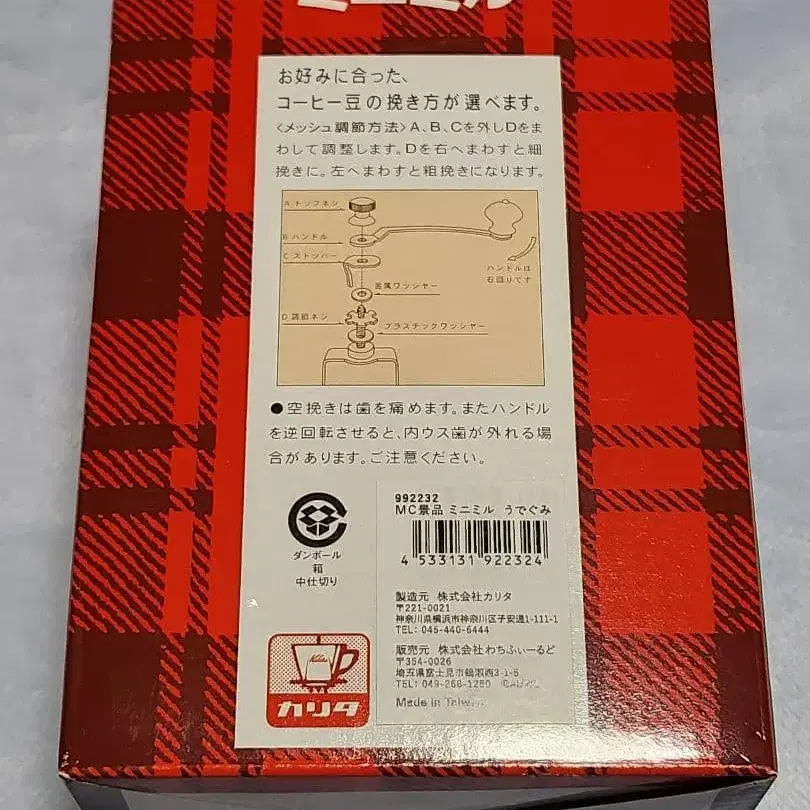 ミニミル
お好みに合った、
コーヒー豆の挽き方が選べます。
〈メッシュ調節方法〉A、B、Cを外しDをま
わして調整します。Dを右へまわすと細
挽きに。左へまわすと粗挽きになります。
A トップネジ
B ハンドル
C ストッパー
ハンドルは
右回りです
金属ワッシャー
D 調節ネジ
プラスチックワッシャー
●空挽きは歯を痛めます。またハンドル
を逆回転させると、内ウス歯が外れる場
合があります。ご注意ください。
ダンボール
箱
中仕切り
Kalita
カリタ
992232
MC景品 ミニミル うでぐみ
4 533131 922324
製造元 株式会社カリタ
〒221-0021
神奈川県横浜市神奈川区子安通1-111-1
TEL: 045-440-6444
販売元 株式会社わちふぃーるど
〒354-0026
埼玉県富士見市鶴瀬西3-1-6
TEL: 049-268-1280
Made in Taiwan